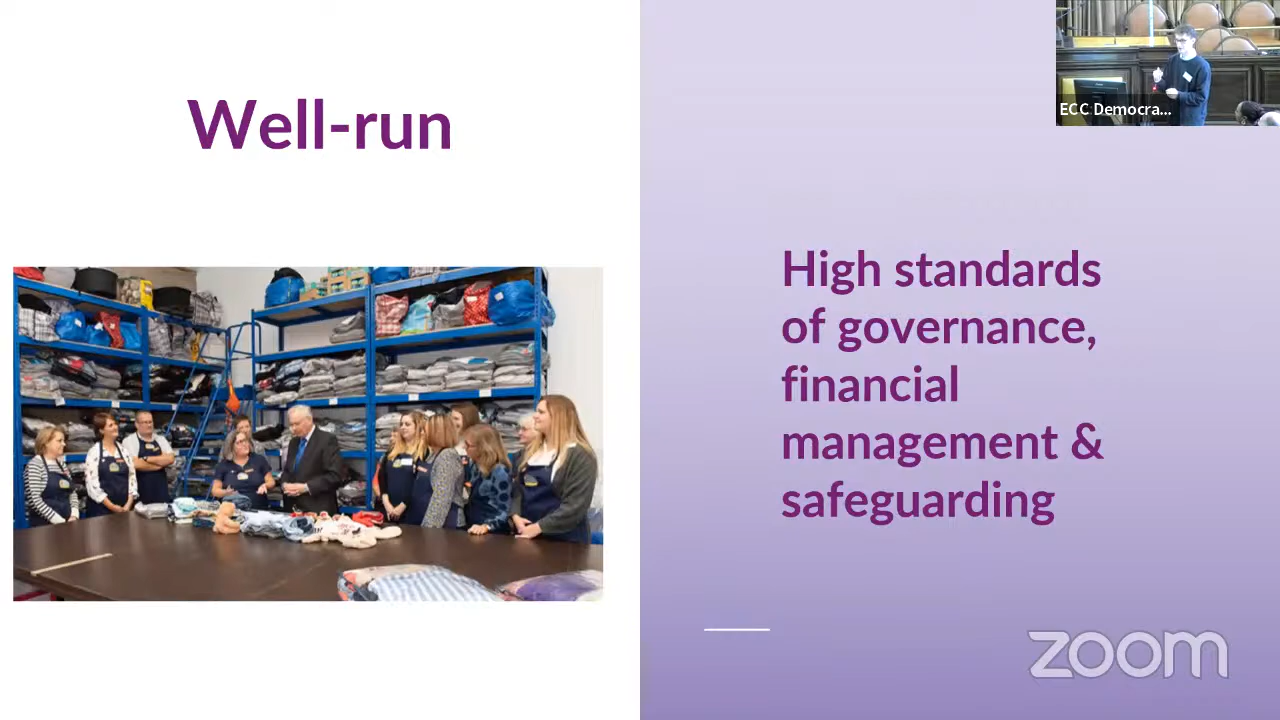 Well-run
ECC Democra...
High standards
of governance,
financial
management &
safeguarding
zoom